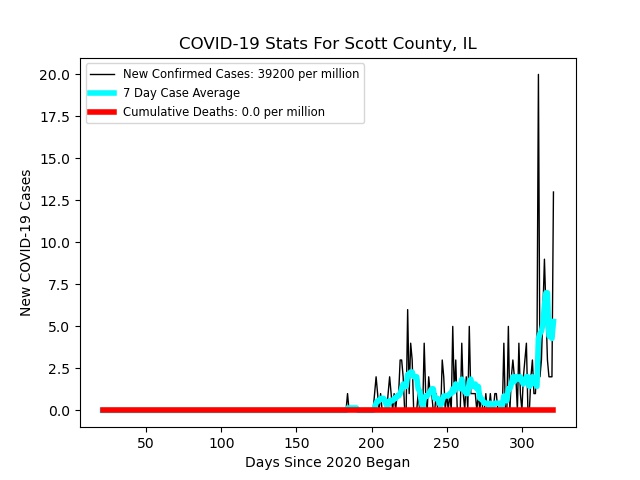 COVID-19 Stats For Scott County, IL
New Confirmed Cases: 39200 per million
7 Day Case Average
Cumulative Deaths: 0.0 per million
20.0
17.5
15.0
12.5
10.0
7.5
5.0
2.5
0.0
New COVID-19 Cases
50 100 150 200 250 300
Days Since 2020 Began